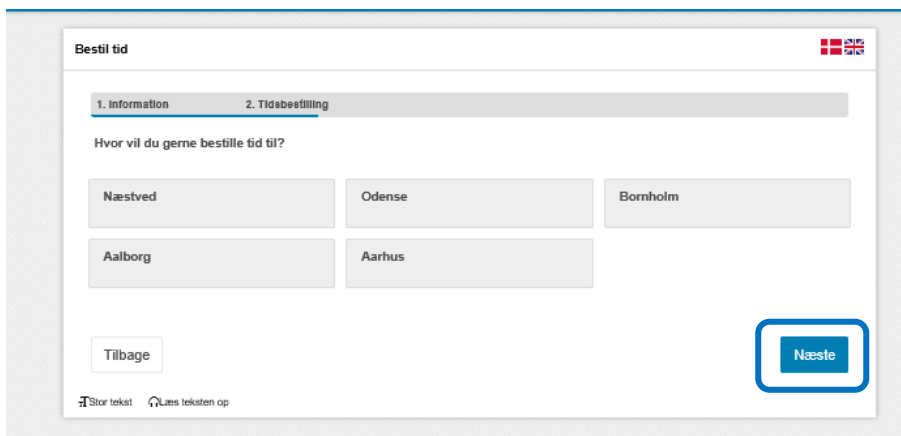 Bestil tid
1. Information 2. Tidsbestilling
Hvor vil du gerne bestille tid til?
Næstved Odense Bornholm
Aalborg Aarhus
Tilbage Næste
Stor tekst Læs teksten op